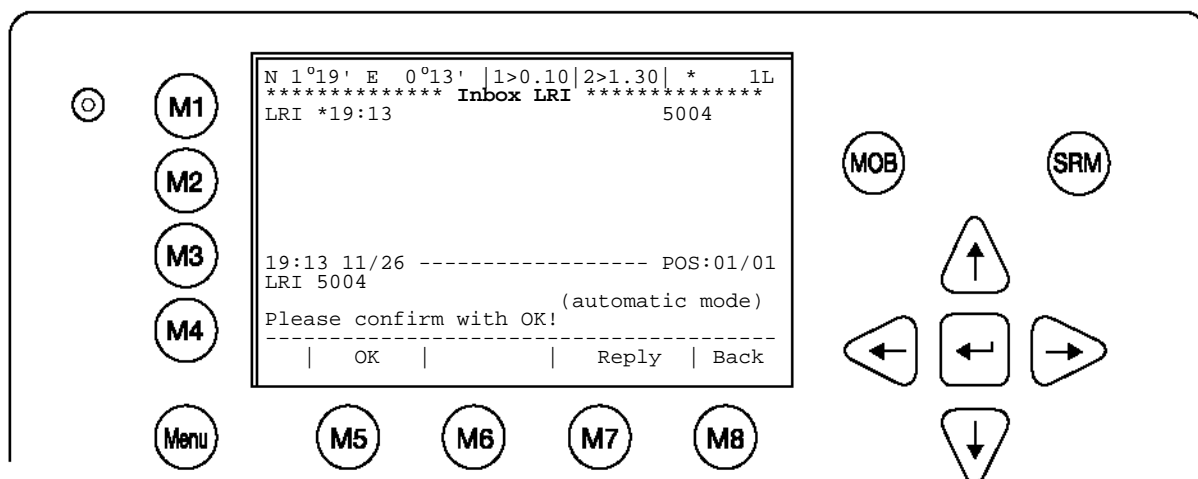 N 1°19' E 0°13' |1>0.10|2>1.30| * 1L
************** Inbox LRI **************
LRI *19:13 5004
19:13 11/26 ------------------ POS:01/01
LRI 5004
(automatic mode)
Please confirm with OK!
----------------------------------------
| OK | | Reply | Back
M1
M2
M3
M4
Menu
M5
M6
M7
M8
MOB
SRM